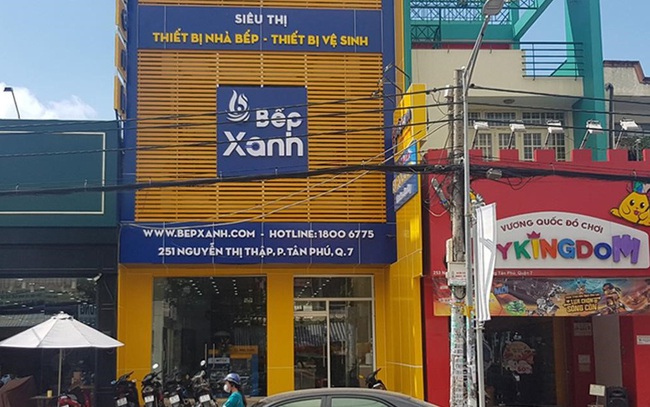 SIÊU THỊ
THIẾT BỊ NHÀ BẾP - THIẾT BỊ VỆ SINH
Bếp
Xanh
WWW.BEPXANH.COM - HOTLINE: 1800 6775
251 NGUYỄN THỊ THẬP, P. TÂN PHÚ, Q.7
VƯƠNG QUỐC ĐỒ CHƠI
YKINGDOM